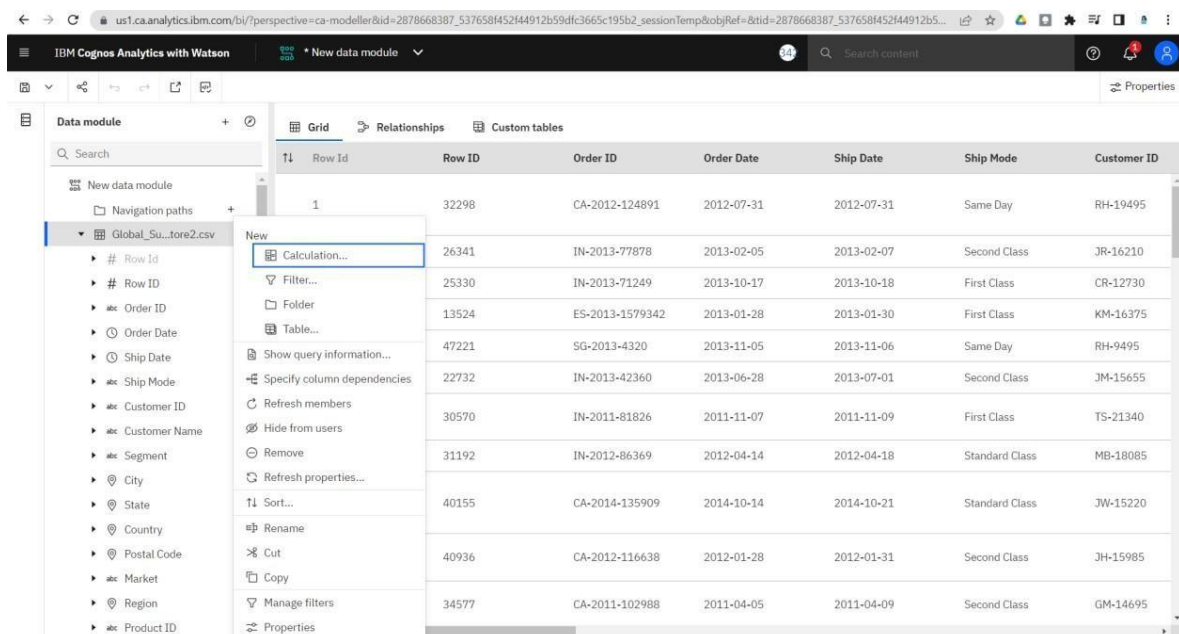 us1.ca.analytics.ibm.com/bi/?perspective=ca-modeller&id=2878668387_537658f452f44912b59dfc3665c195b2_sessionTemp&objRef=&tid=2878668387_537658f452f44912b5...
IBM Cognos Analytics with Watson
* New data module
Search content
1
Properties
Data module
Search
New data module
Navigation paths
Global_Su...tore2.csv
Row Id
Row ID
Order ID
Order Date
Ship Date
Ship Mode
Customer ID
Customer Name
Segment
City
State
Country
Postal Code
Market
Region
Product ID
New
Calculation...
Filter...
Folder
Table...
Show query information...
Specify column dependencies
Refresh members
Hide from users
Remove
Refresh properties...
Sort...
Rename
Cut
Copy
Manage filters
Properties
Grid Relationships Custom tables
Row Id Row ID Order ID Order Date Ship Date Ship Mode Customer ID
1 32298 CA-2012-124891 2012-07-31 2012-07-31 Same Day RH-19495
26341 IN-2013-77878 2013-02-05 2013-02-07 Second Class JR-16210
25330 IN-2013-71249 2013-10-17 2013-10-18 First Class CR-12730
13524 ES-2013-1579342 2013-01-28 2013-01-30 First Class KM-16375
47221 SG-2013-4320 2013-11-05 2013-11-06 Same Day RH-9495
22732 IN-2013-42360 2013-06-28 2013-07-01 Second Class JM-15655
30570 IN-2011-81826 2011-11-07 2011-11-09 First Class TS-21340
31192 IN-2012-86369 2012-04-14 2012-04-18 Standard Class MB-18085
40155 CA-2014-135909 2014-10-14 2014-10-21 Standard Class JW-15220
40936 CA-2012-116638 2012-01-28 2012-01-31 Second Class JH-15985
34577 CA-2011-102988 2011-04-05 2011-04-09 Second Class GM-14695